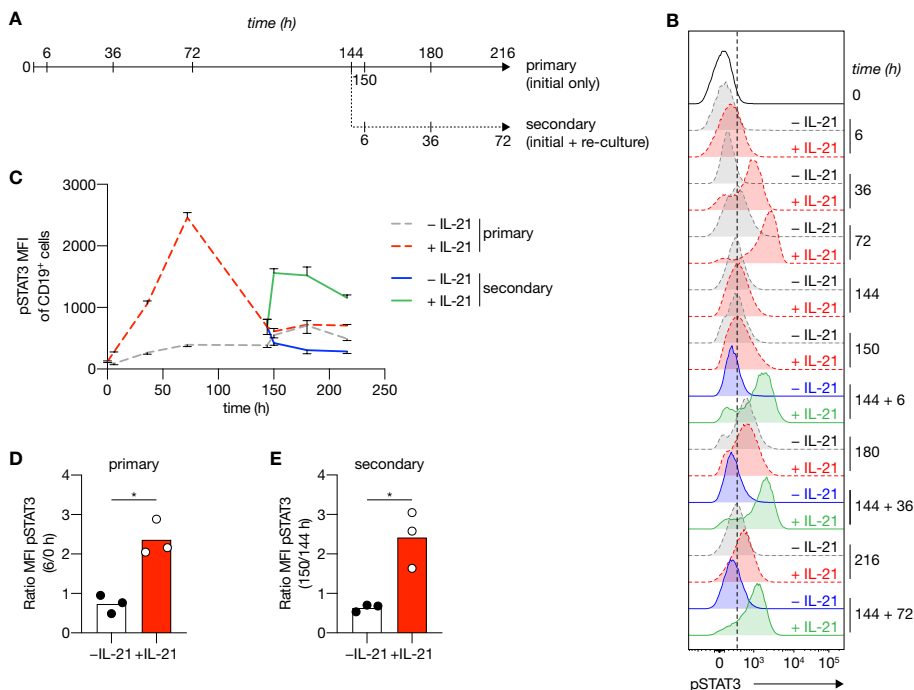 A
time (h)
6 36 72 144 180 216
0
150
primary
(initial only)
secondary
(initial + re-culture)
6 36 72
B
time (h)
0
– IL-21
+ IL-21
6
– IL-21
+ IL-21
36
– IL-21
+ IL-21
72
– IL-21
+ IL-21
144
– IL-21
+ IL-21
150
– IL-21
+ IL-21
144 + 6
– IL-21
+ IL-21
180
– IL-21
+ IL-21
144 + 36
– IL-21
+ IL-21
216
– IL-21
+ IL-21
144 + 72
0 10³ 10⁴ 10⁵
pSTAT3
C
pSTAT3 MFI
of CD19⁺ cells
3000
2000
1000
0
0 50 100 150 200 250
time (h)
– IL-21
+ IL-21
primary
– IL-21
+ IL-21
secondary
D
primary
Ratio MFI pSTAT3
(6/0 h)
4
3
2
1
0
*
–IL-21 +IL-21
E
secondary
Ratio MFI pSTAT3
(150/144 h)
4
3
2
1
0
*
–IL-21 +IL-21